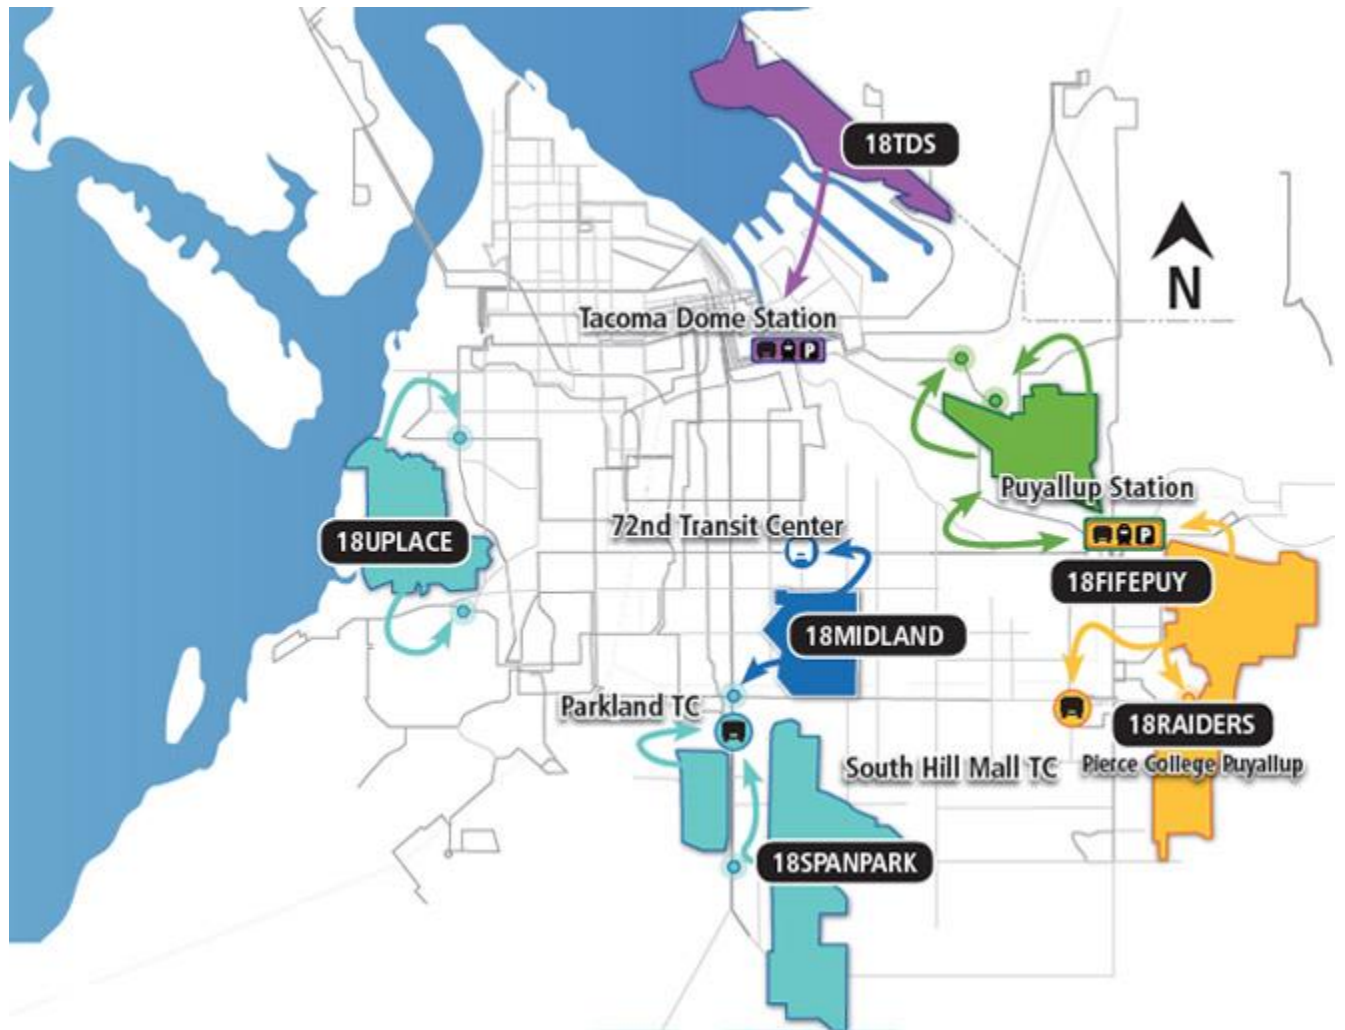 18TDS
N
Tacoma Dome Station
P
Puyallup Station
72nd Transit Center
P
18UPLACE
18FIFEPUY
18MIDLAND
Parkland TC
18RAIDERS
South Hill Mall TC
Pierce College Puyallup
18SPANPARK